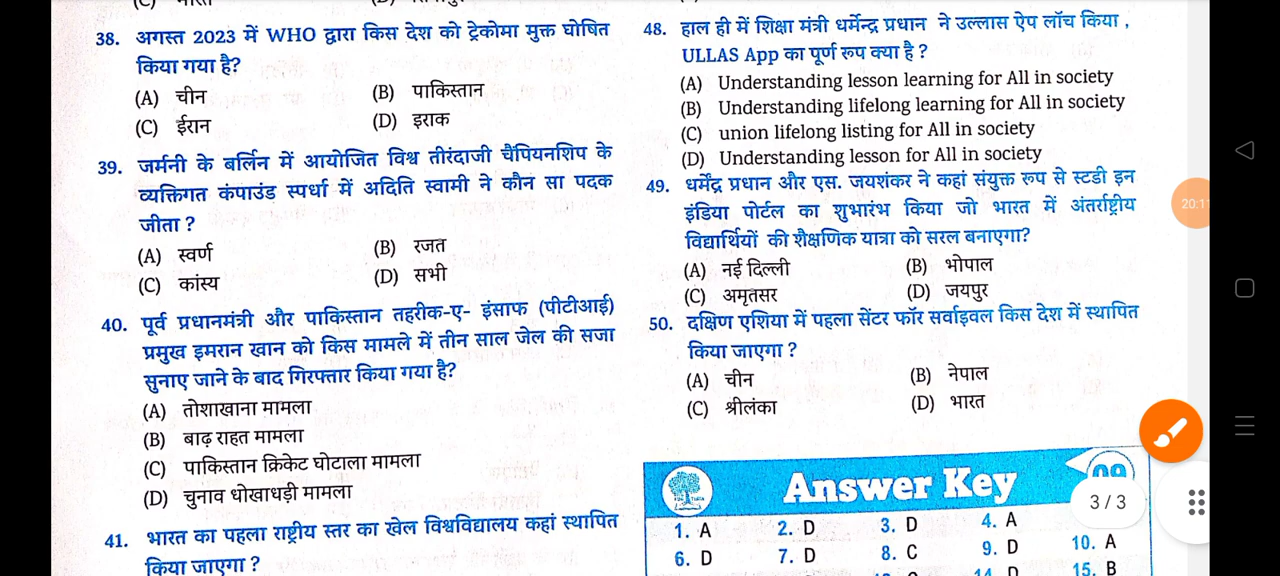 38. अगस्त 2023 में WHO द्वारा किस देश को ट्रेकोमा मुक्त घोषित
किया गया है?
(A) चीन (B) पाकिस्तान
(C) ईरान (D) इराक
39. जर्मनी के बर्लिन में आयोजित विश्व तीरंदाजी चैंपियनशिप के
व्यक्तिगत कंपाउंड स्पर्धा में अदिति स्वामी ने कौन सा पदक
जीता ?
(A) स्वर्ण (B) रजत
(C) कांस्य (D) सभी
40. पूर्व प्रधानमंत्री और पाकिस्तान तहरीक-ए- इंसाफ (पीटीआई)
प्रमुख इमरान खान को किस मामले में तीन साल जेल की सजा
सुनाए जाने के बाद गिरफ्तार किया गया है?
(A) तोशाखाना मामला
(B) बाढ़ राहत मामला
(C) पाकिस्तान क्रिकेट घोटाला मामला
(D) चुनाव धोखाधड़ी मामला
41. भारत का पहला राष्ट्रीय स्तर का खेल विश्वविद्यालय कहां स्थापित
किया जाएगा ?
48. हाल ही में शिक्षा मंत्री धर्मेन्द्र प्रधान ने उल्लास ऐप लॉच किया ,
ULLAS App का पूर्ण रूप क्या है ?
(A) Understanding lesson learning for All in society
(B) Understanding lifelong learning for All in society
(C) union lifelong listing for All in society
(D) Understanding lesson for All in society
49. धर्मेंद्र प्रधान और एस. जयशंकर ने कहां संयुक्त रूप से स्टडी इन
इंडिया पोर्टल का शुभारंभ किया जो भारत में अंतर्राष्ट्रीय
विद्यार्थियों की शैक्षणिक यात्रा को सरल बनाएगा?
(A) नई दिल्ली (B) भोपाल
(C) अमृतसर (D) जयपुर
50. दक्षिण एशिया में पहला सेंटर फॉर सर्वाइवल किस देश में स्थापित
किया जाएगा ?
(A) चीन (B) नेपाल
(C) श्रीलंका (D) भारत
Answer Key
1. A 2. D 3. D 4. A
6. D 7. D 8. C 9. D 10. A
15. B
3 / 3
20:1